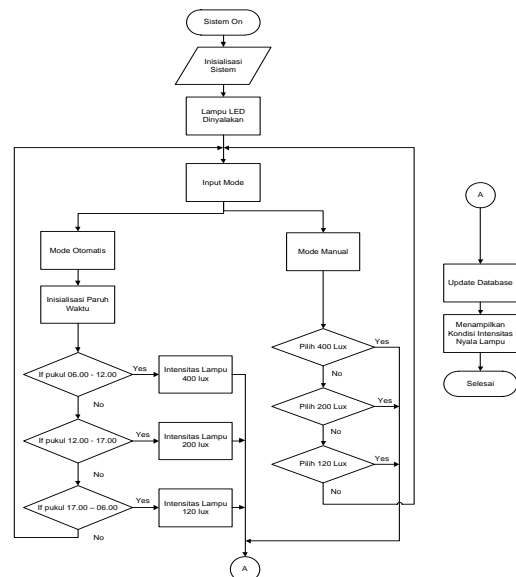 Sistem On
Inisialisasi
Sistem
Lampu LED
Dinyalakan
Input Mode
Mode Otomatis
Inisialisasi Paruh
Waktu
If pukul 06.00 - 12.00
Yes
Intensitas Lampu
400 lux
No
If pukul 12.00 - 17.00
Yes
Intensitas Lampu
200 lux
No
If pukul 17.00 – 06.00
Yes
Intensitas Lampu
120 lux
No
Mode Manual
Pilih 400 Lux
Yes
No
Pilih 200 Lux
Yes
No
Pilih 120 Lux
Yes
No
A
A
Update Database
Menampilkan
Kondisi Intensitas
Nyala Lampu
Selesai